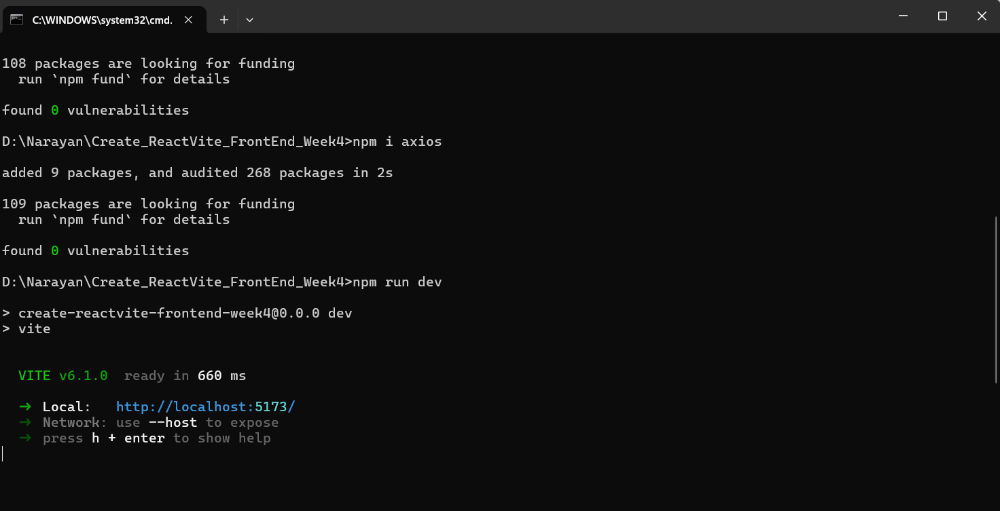 C:\WINDOWS\system32\cmd.
108 packages are looking for funding
  run `npm fund` for details
found 0 vulnerabilities
D:\Narayan\Create_ReactVite_FrontEnd_Week4>npm i axios
added 9 packages, and audited 268 packages in 2s
109 packages are looking for funding
  run `npm fund` for details
found 0 vulnerabilities
D:\Narayan\Create_ReactVite_FrontEnd_Week4>npm run dev
> create-reactvite-frontend-week4@0.0.0 dev
> vite
  VITE v6.1.0  ready in 660 ms
  ➜  Local:   http://localhost:5173/
  ➜  Network: use --host to expose
  ➜  press h + enter to show help